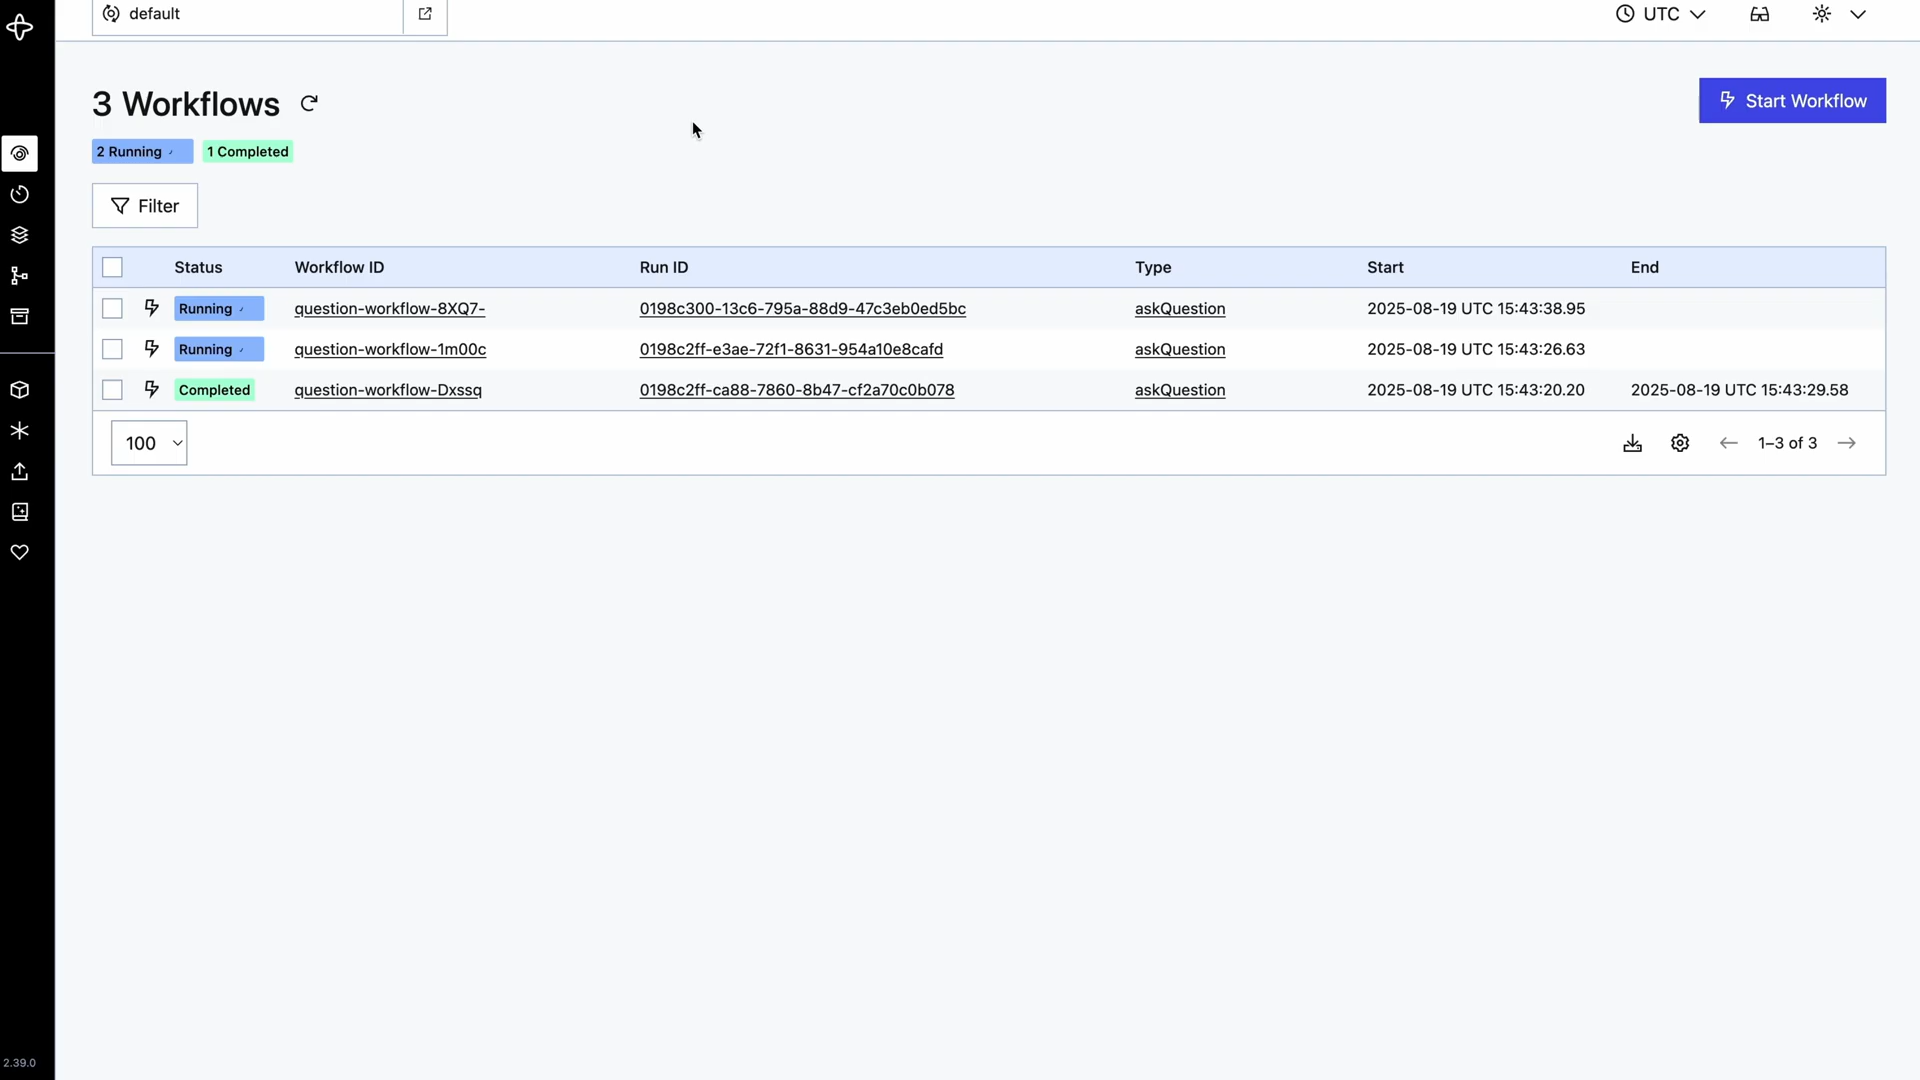 default
UTC
3 Workflows
Start Workflow
2 Running
1 Completed
Filter
Status Workflow ID Run ID Type Start End
Running question-workflow-8XQ7- 0198c300-13c6-795a-88d9-47c3eb0ed5bc askQuestion 2025-08-19 UTC 15:43:38.95
Running question-workflow-1m00c 0198c2ff-e3ae-72f1-8631-954a10e8cafd askQuestion 2025-08-19 UTC 15:43:26.63
Completed question-workflow-Dxssq 0198c2ff-ca88-7860-8b47-cf2a70c0b078 askQuestion 2025-08-19 UTC 15:43:20.20 2025-08-19 UTC 15:43:29.58
100
1–3 of 3
2.39.0